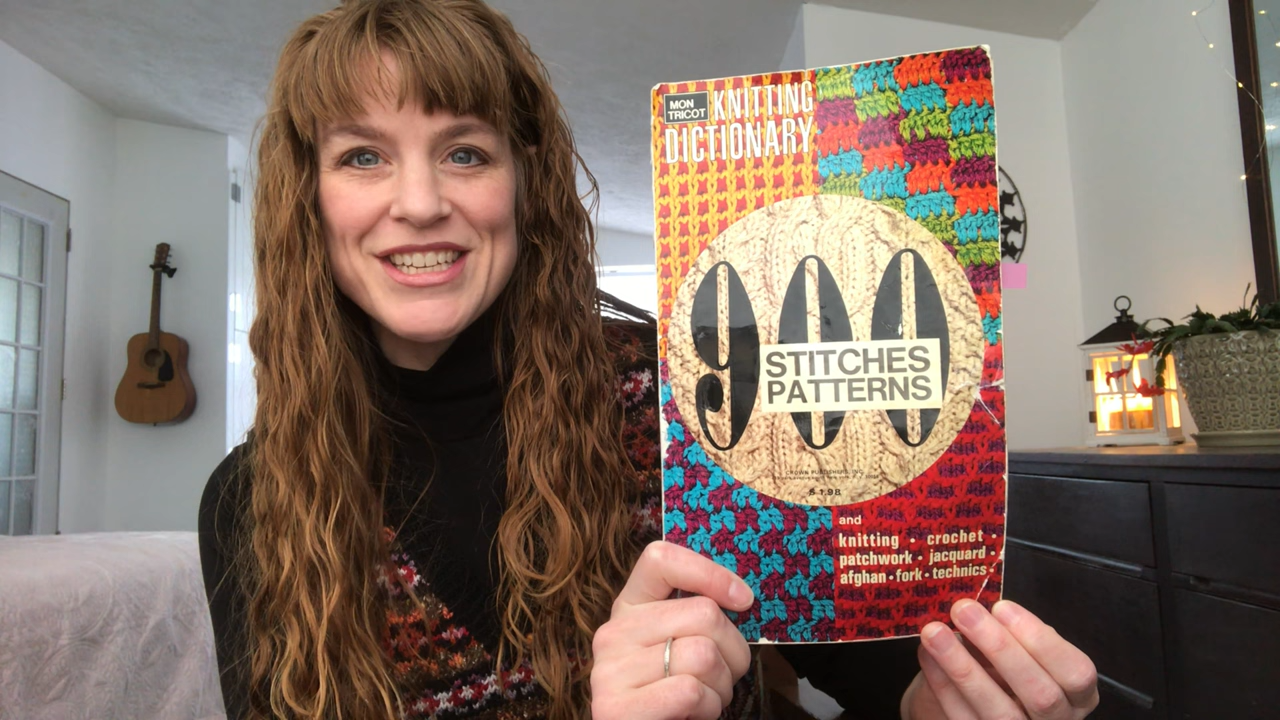 MON
TRICOT
KNITTING
DICTIONARY
900
STITCHES
PATTERNS
CROWN PUBLISHERS, INC.
$ 1.98
and
knitting • crochet •
patchwork • jacquard •
afghan • fork • technics •